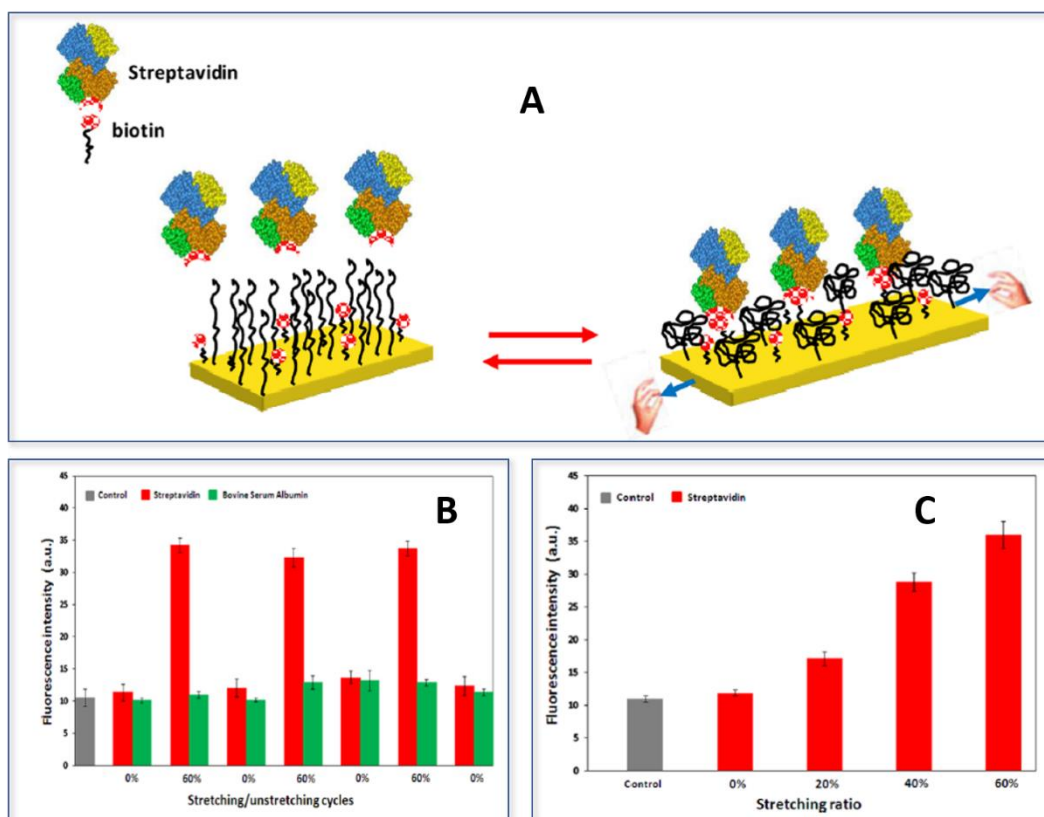 Streptavidin
biotin
A
B
Control Streptavidin Bovine Serum Albumin
Fluorescence intensity (a.u.)
45
40
35
30
25
20
15
10
5
0
0% 60% 0% 60% 0% 60% 0%
Stretching/unstretching cycles
C
Control Streptavidin
Fluorescence intensity (a.u.)
45
40
35
30
25
20
15
10
5
0
Control 0% 20% 40% 60%
Stretching ratio